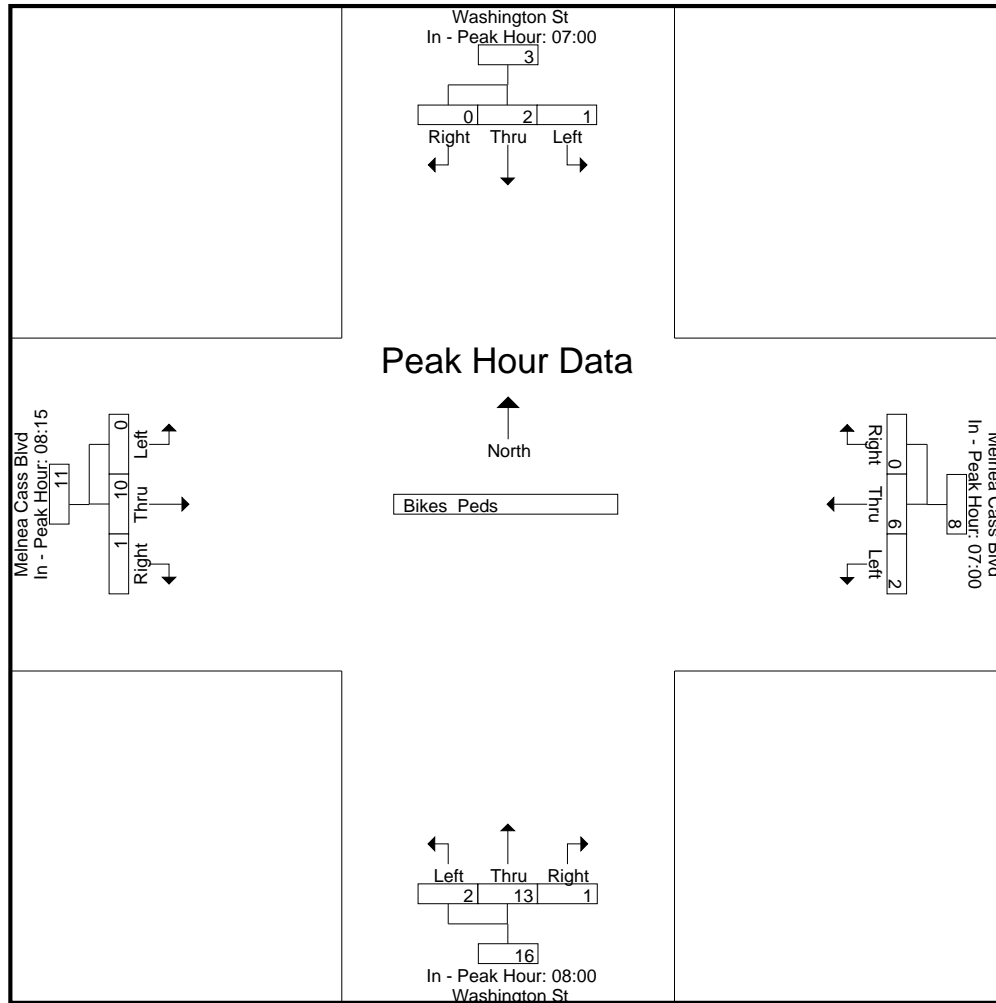 Washington St
In - Peak Hour: 07:00
3
0 2 1
Right Thru Left
Peak Hour Data
North
Bikes Peds
Melnea Cass Blvd
In - Peak Hour: 08:15
11
0 10 1
Left Thru Right
Melnea Cass Blvd
In - Peak Hour: 07:00
8
0 6 2
Right Thru Left
Left Thru Right
2 13 1
16
In - Peak Hour: 08:00
Washington St